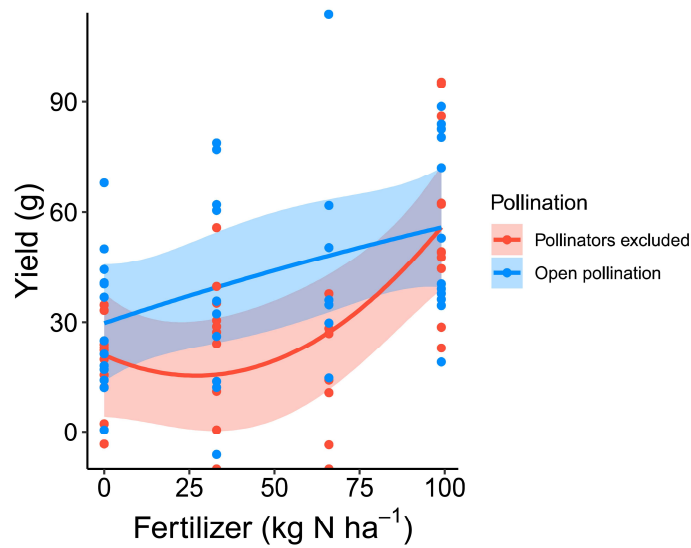 90
60
30
0
Yield (g)
0 25 50 75 100
Fertilizer (kg N ha⁻¹)
Pollination
Pollinators excluded
Open pollination